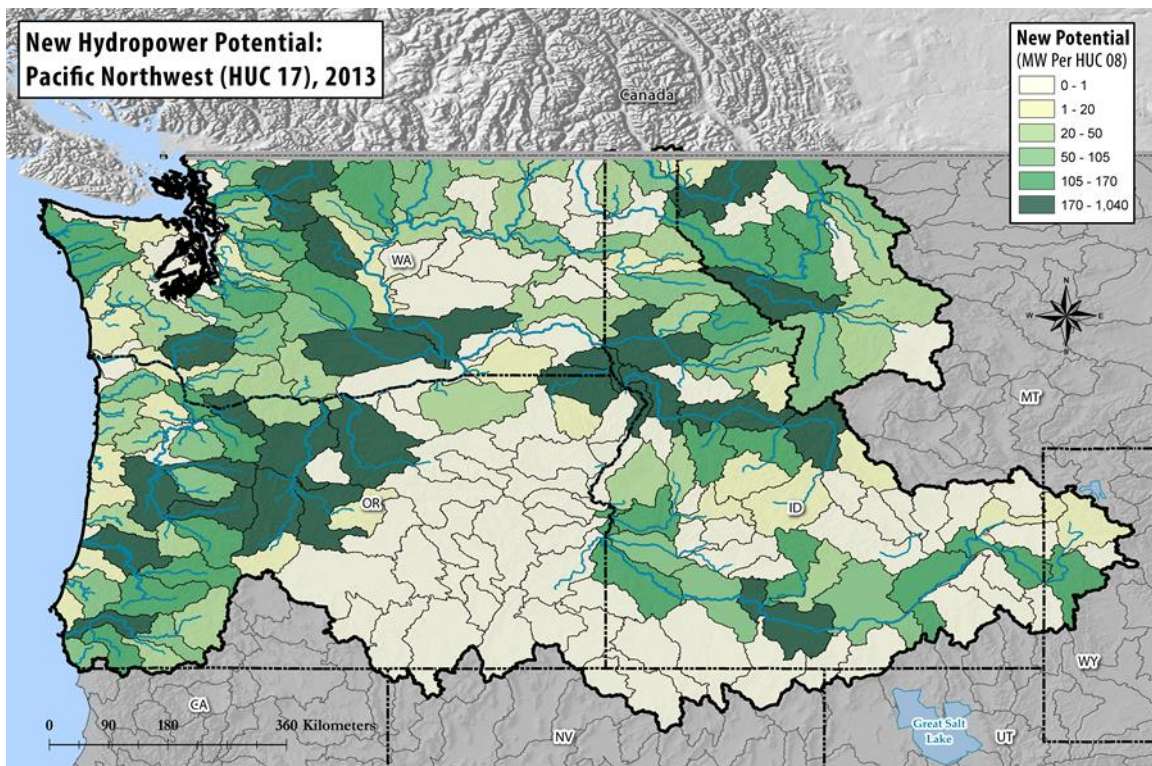 New Hydropower Potential:
Pacific Northwest (HUC 17), 2013
New Potential
(MW Per HUC 08)
0 - 1
1 - 20
20 - 50
50 - 105
105 - 170
170 - 1,040
Canada
WA
N
W E
S
MT
OR
ID
WY
CA
0 90 180 360 Kilometers
NV
Great Salt
Lake
UT